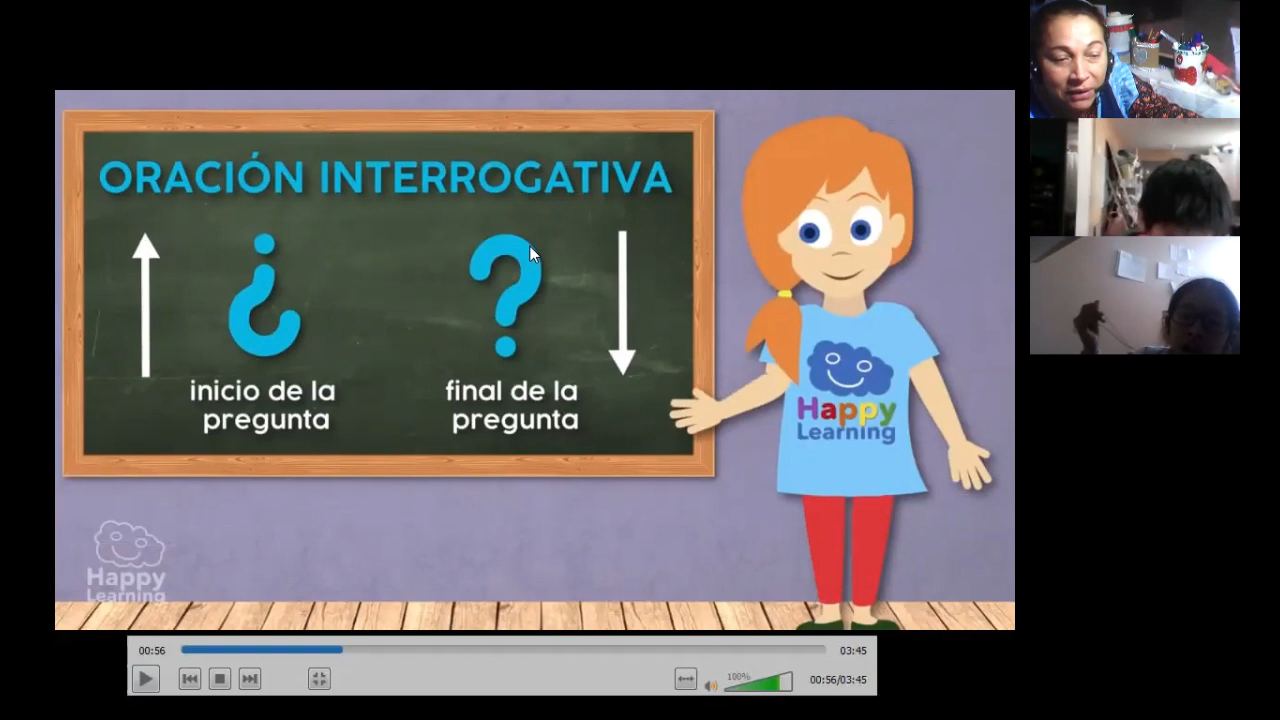 ORACIÓN INTERROGATIVA
¿ ?
inicio de la
pregunta
final de la
pregunta
Happy
Learning
Happy
Learning
00:56
03:45
100%
00:56/03:45